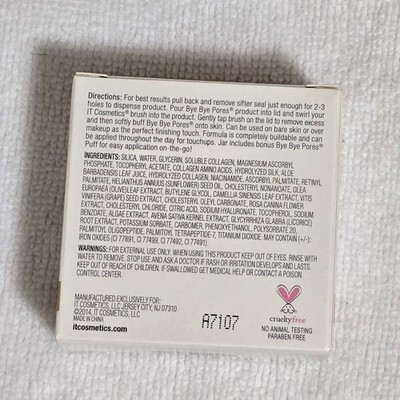 Directions: For best results pull back and remove sifter seal just enough for 2-3
holes to dispense product. Pour Bye Bye Pores® product into lid and swirl your
IT Cosmetics® brush into the product. Gently tap brush on the lid to remove excess
and then softly buff Bye Bye Pores® onto skin. Can be used on bare skin or over
makeup as the perfect finishing touch. Formula is completely buildable and can
be applied throughout the day for touchups. Jar includes bonus Bye Bye Pores®
Puff for easy application on-the-go!
INGREDIENTS: SILICA, WATER, GLYCERIN, SOLUBLE COLLAGEN, MAGNESIUM ASCORBYL
PHOSPHATE, TOCOPHERYL ACETATE, COLLAGEN AMINO ACIDS, HYDROLYZED SILK, ALOE
BARBADENSIS LEAF JUICE, HYDROLYZED COLLAGEN, NIACINAMIDE, ASCORBYL PALMITATE, RETINYL
PALMITATE, HELIANTHUS ANNUUS (SUNFLOWER) SEED OIL, CHOLESTERYL NONANOATE, OLEA
EUROPAEA (OLIVE) LEAF EXTRACT, BUTYLENE GLYCOL, CAMELLIA SINENSIS LEAF EXTRACT, VITIS
VINIFERA (GRAPE) SEED EXTRACT, CHOLESTERYL OLEYL CARBONATE, ROSA CANINA FLOWER
EXTRACT, CHOLESTERYL CHLORIDE, CITRIC ACID, SODIUM HYALURONATE, TOCOPHEROL, SODIUM
BENZOATE, ALGAE EXTRACT, AVENA SATIVA KERNEL EXTRACT, GLYCYRRHIZA GLABRA (LICORICE)
ROOT EXTRACT, POTASSIUM SORBATE, CARBOMER, PHENOXYETHANOL, POLYSORBATE 20,
PALMITOYL OLIGOPEPTIDE, PALMITOYL TETRAPEPTIDE-7, TITANIUM DIOXIDE. MAY CONTAIN (+/-):
IRON OXIDES (CI 77891, CI 77499, CI 77492, CI 77491).
WARNINGS: FOR EXTERNAL USE ONLY. WHEN USING THIS PRODUCT KEEP OUT OF EYES. RINSE WITH
WATER TO REMOVE. STOP USE AND ASK A DOCTOR IF RASH OR IRRITATION DEVELOPS AND LASTS.
KEEP OUT OF REACH OF CHILDREN. IF SWALLOWED GET MEDICAL HELP OR CONTACT A POISON
CONTROL CENTER.
MANUFACTURED EXCLUSIVELY FOR:
IT COSMETICS, LLC JERSEY CITY, NJ 07310
©2014, IT COSMETICS, LLC
MADE IN CHINA
itcosmetics.com
A7107
crueltyfree
NO ANIMAL TESTING
PARABEN FREE